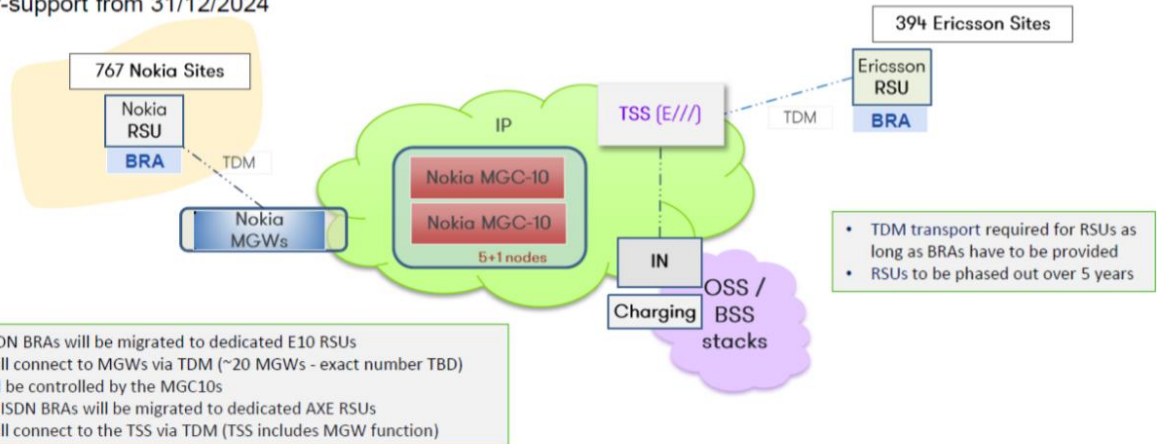 -support from 31/12/2024
394 Ericsson Sites
767 Nokia Sites
Nokia
RSU
BRA
TDM
Nokia
MGWs
IP
Nokia MGC-10
Nokia MGC-10
5+1 nodes
TSS (E///)
TDM
Ericsson
RSU
BRA
IN
Charging
OSS /
BSS
stacks
• TDM transport required for RSUs as
long as BRAs have to be provided
• RSUs to be phased out over 5 years
DN BRAs will be migrated to dedicated E10 RSUs
ll connect to MGWs via TDM (~20 MGWs - exact number TBD)
be controlled by the MGC10s
ISDN BRAs will be migrated to dedicated AXE RSUs
ll connect to the TSS via TDM (TSS includes MGW function)